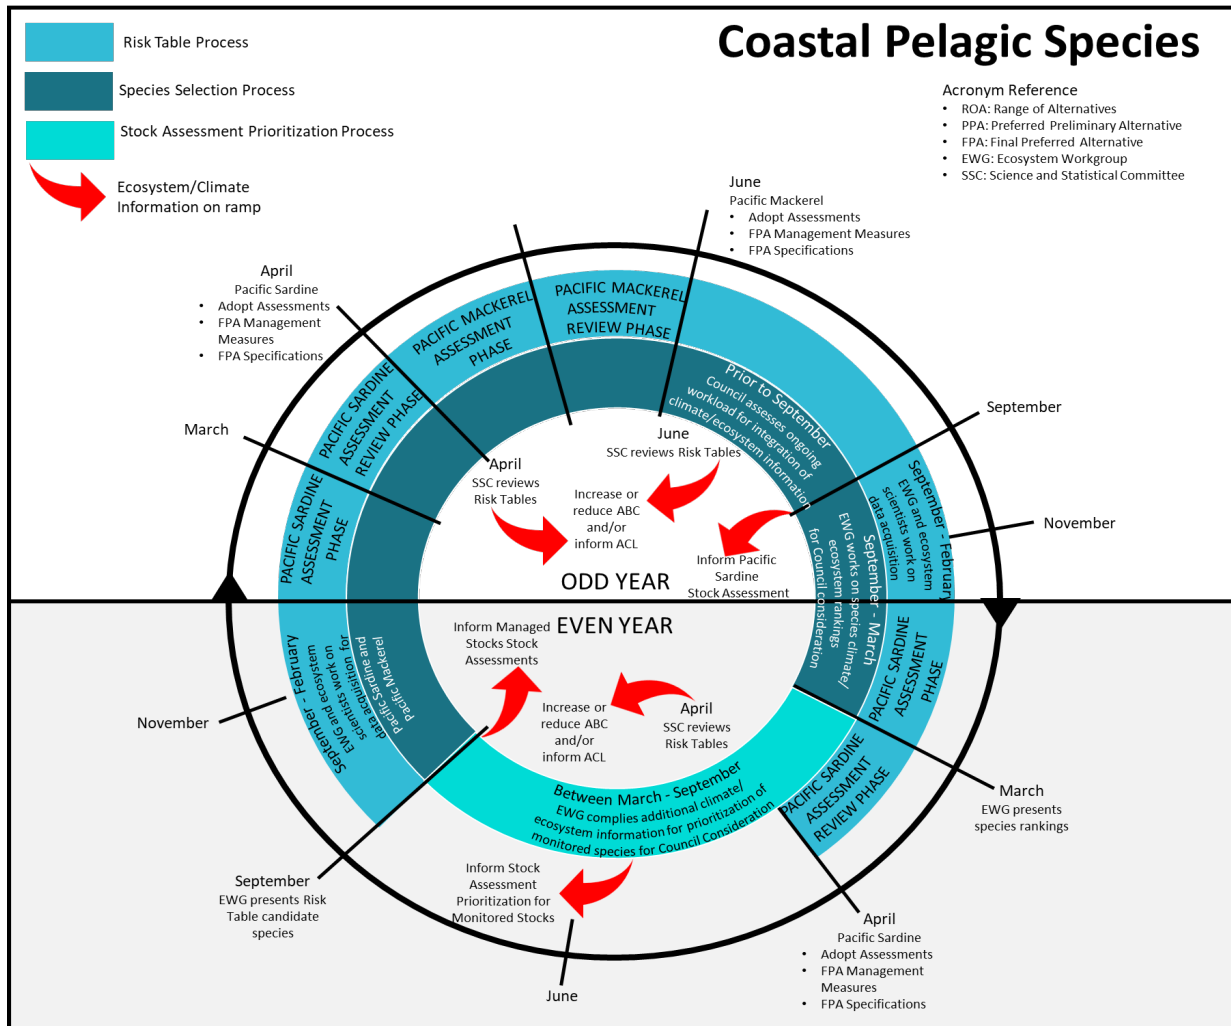 Coastal Pelagic Species
Risk Table Process
Species Selection Process
Stock Assessment Prioritization Process
Ecosystem/Climate
Information on ramp
Acronym Reference
• ROA: Range of Alternatives
• PPA: Preferred Preliminary Alternative
• FPA: Final Preferred Alternative
• EWG: Ecosystem Workgroup
• SSC: Science and Statistical Committee
June
Pacific Mackerel
• Adopt Assessments
• FPA Management Measures
• FPA Specifications
April
Pacific Sardine
• Adopt Assessments
• FPA Management
Measures
• FPA Specifications
March
September
November
PACIFIC SARDINE
ASSESSMENT
PHASE
PACIFIC SARDINE
ASSESSMENT
REVIEW PHASE
PACIFIC MACKEREL
ASSESSMENT
PHASE
PACIFIC MACKEREL
ASSESSMENT
REVIEW PHASE
Prior to September
Council assesses ongoing
workload for integration of
climate/ecosystem information
September - February
EWG and ecosystem
scientists work on
data acquisition
September - March
EWG works on species climate/
ecosystem rankings
for Council consideration
April
SSC reviews
Risk Tables
June
SSC reviews Risk Tables
Increase or
reduce ABC
and/or
inform ACL
Inform Pacific
Sardine
Stock Assessment
ODD YEAR
EVEN YEAR
Inform Managed
Stocks Stock
Assessments
Increase or
reduce ABC
and/or
inform ACL
April
SSC reviews
Risk Tables
PACIFIC SARDINE
ASSESSMENT
PHASE
PACIFIC SARDINE
ASSESSMENT
REVIEW PHASE
Between March - September
EWG complies additional climate/
ecosystem information for prioritization of
monitored species for Council Consideration
September - February
EWG and ecosystem
scientists work on
data acquisition for
Pacific Sardine and
Pacific Mackerel
November
September
EWG presents Risk
Table candidate
species
Inform Stock
Assessment
Prioritization for
Monitored Stocks
June
March
EWG presents
species rankings
April
Pacific Sardine
• Adopt Assessments
• FPA Management
Measures
• FPA Specifications